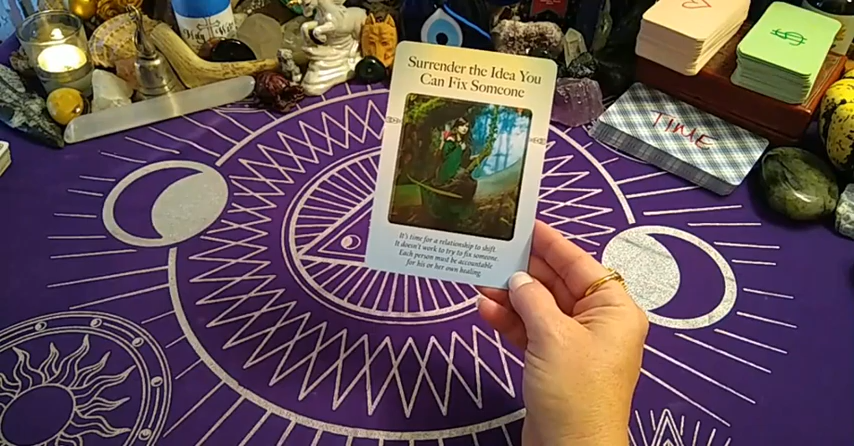 Surrender the Idea You
Can Fix Someone
It's time for a relationship to shift.
It doesn't work to try to fix someone.
Each person must be accountable
for his or her own healing.
TIME